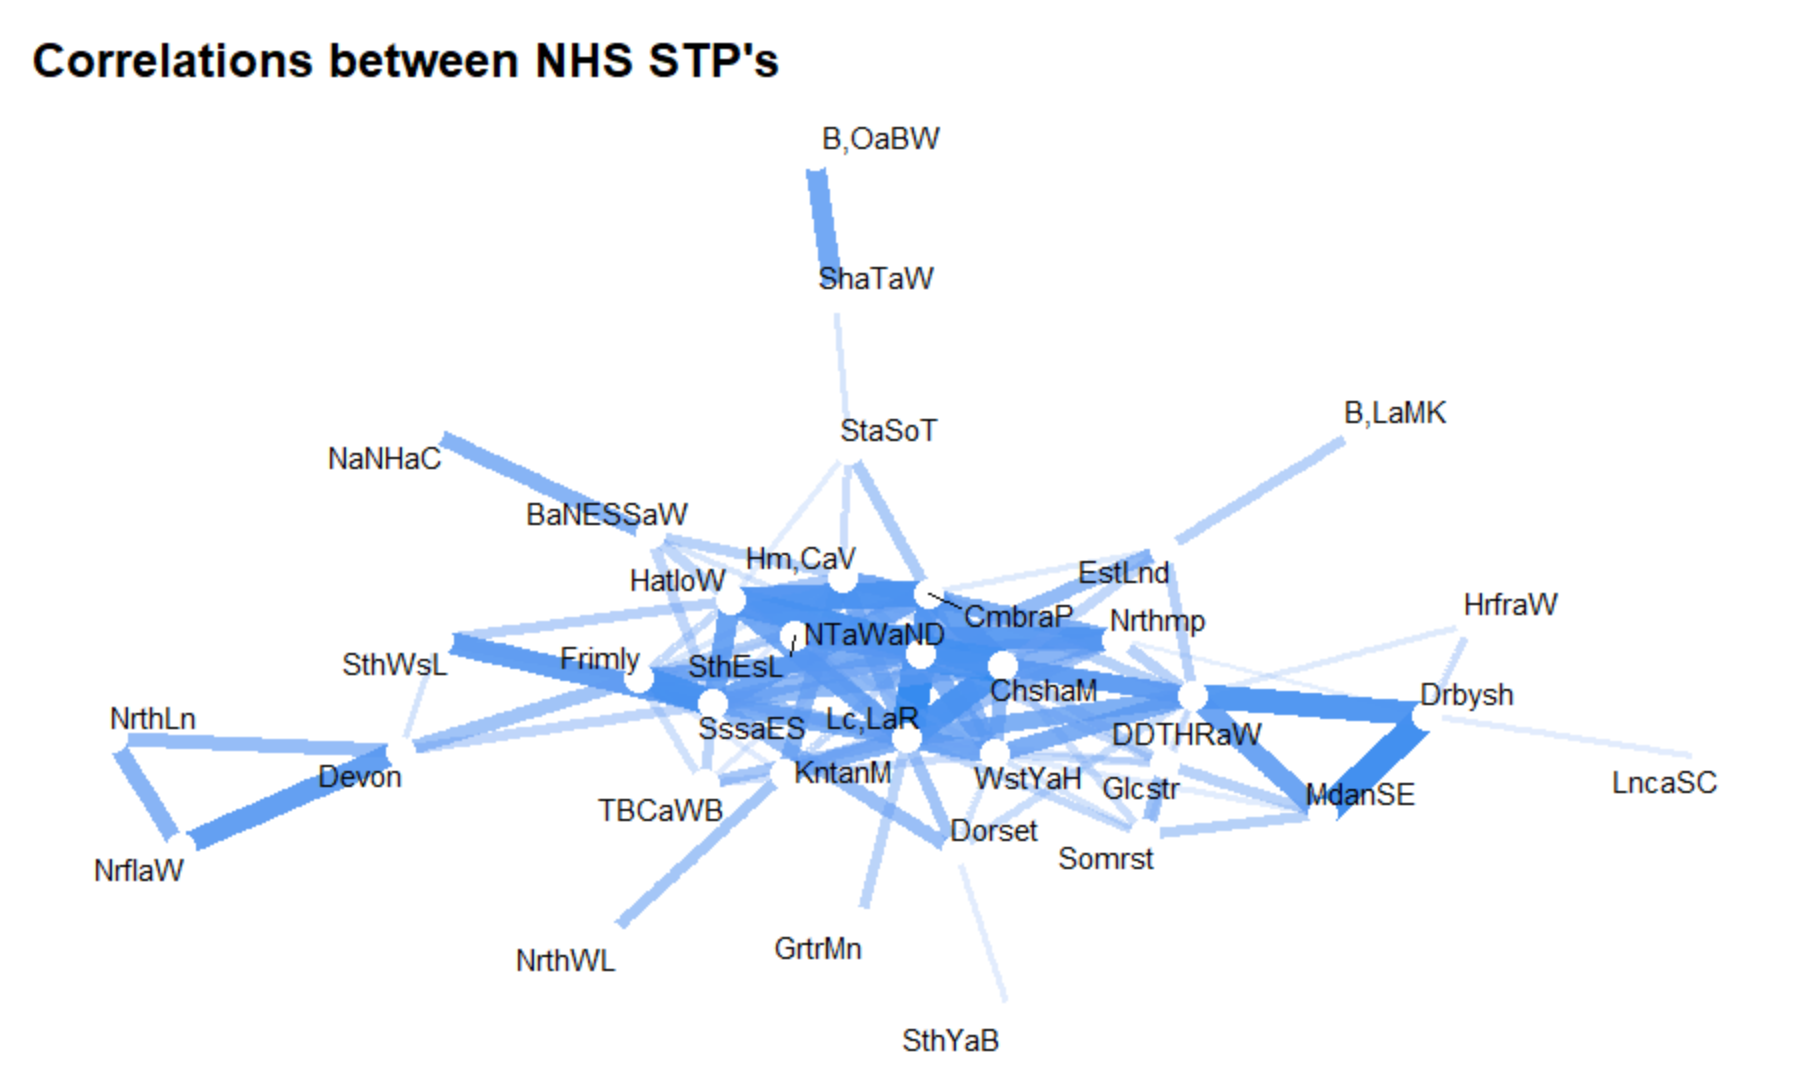 Correlations between NHS STP's
B,OaBW
ShaTaW
B,LaMK
StaSoT
NaNHaC
BaNESSaW
Hm,CaV
EstLnd
HatloW
HrfraW
CmbraP
Nrthmp
NTaWaND
Frimly
SthWsL
SthEsL
ChshaM
Drbysh
NrthLn
Lc,LaR
SssaES
DDTHRaW
KntanM
Devon
WstYaH
LncaSC
Glcstr
MdanSE
TBCaWB
Dorset
Somrst
NrflaW
GrtrMn
NrthWL
SthYaB